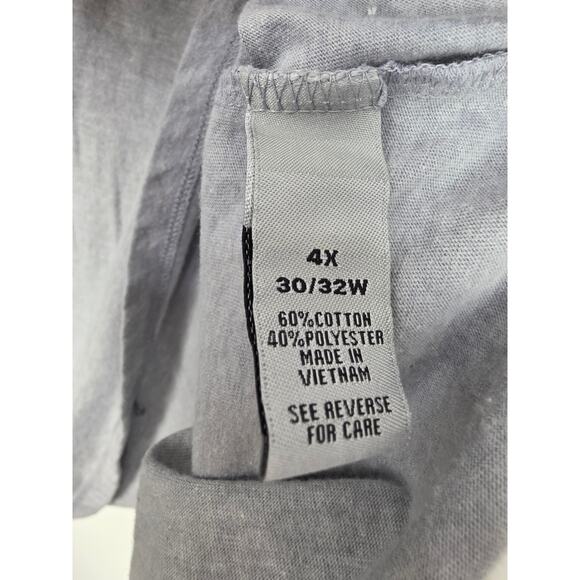 4X
30/32W
60%COTTON
40%POLYESTER
MADE IN
VIETNAM
SEE REVERSE
FOR CARE